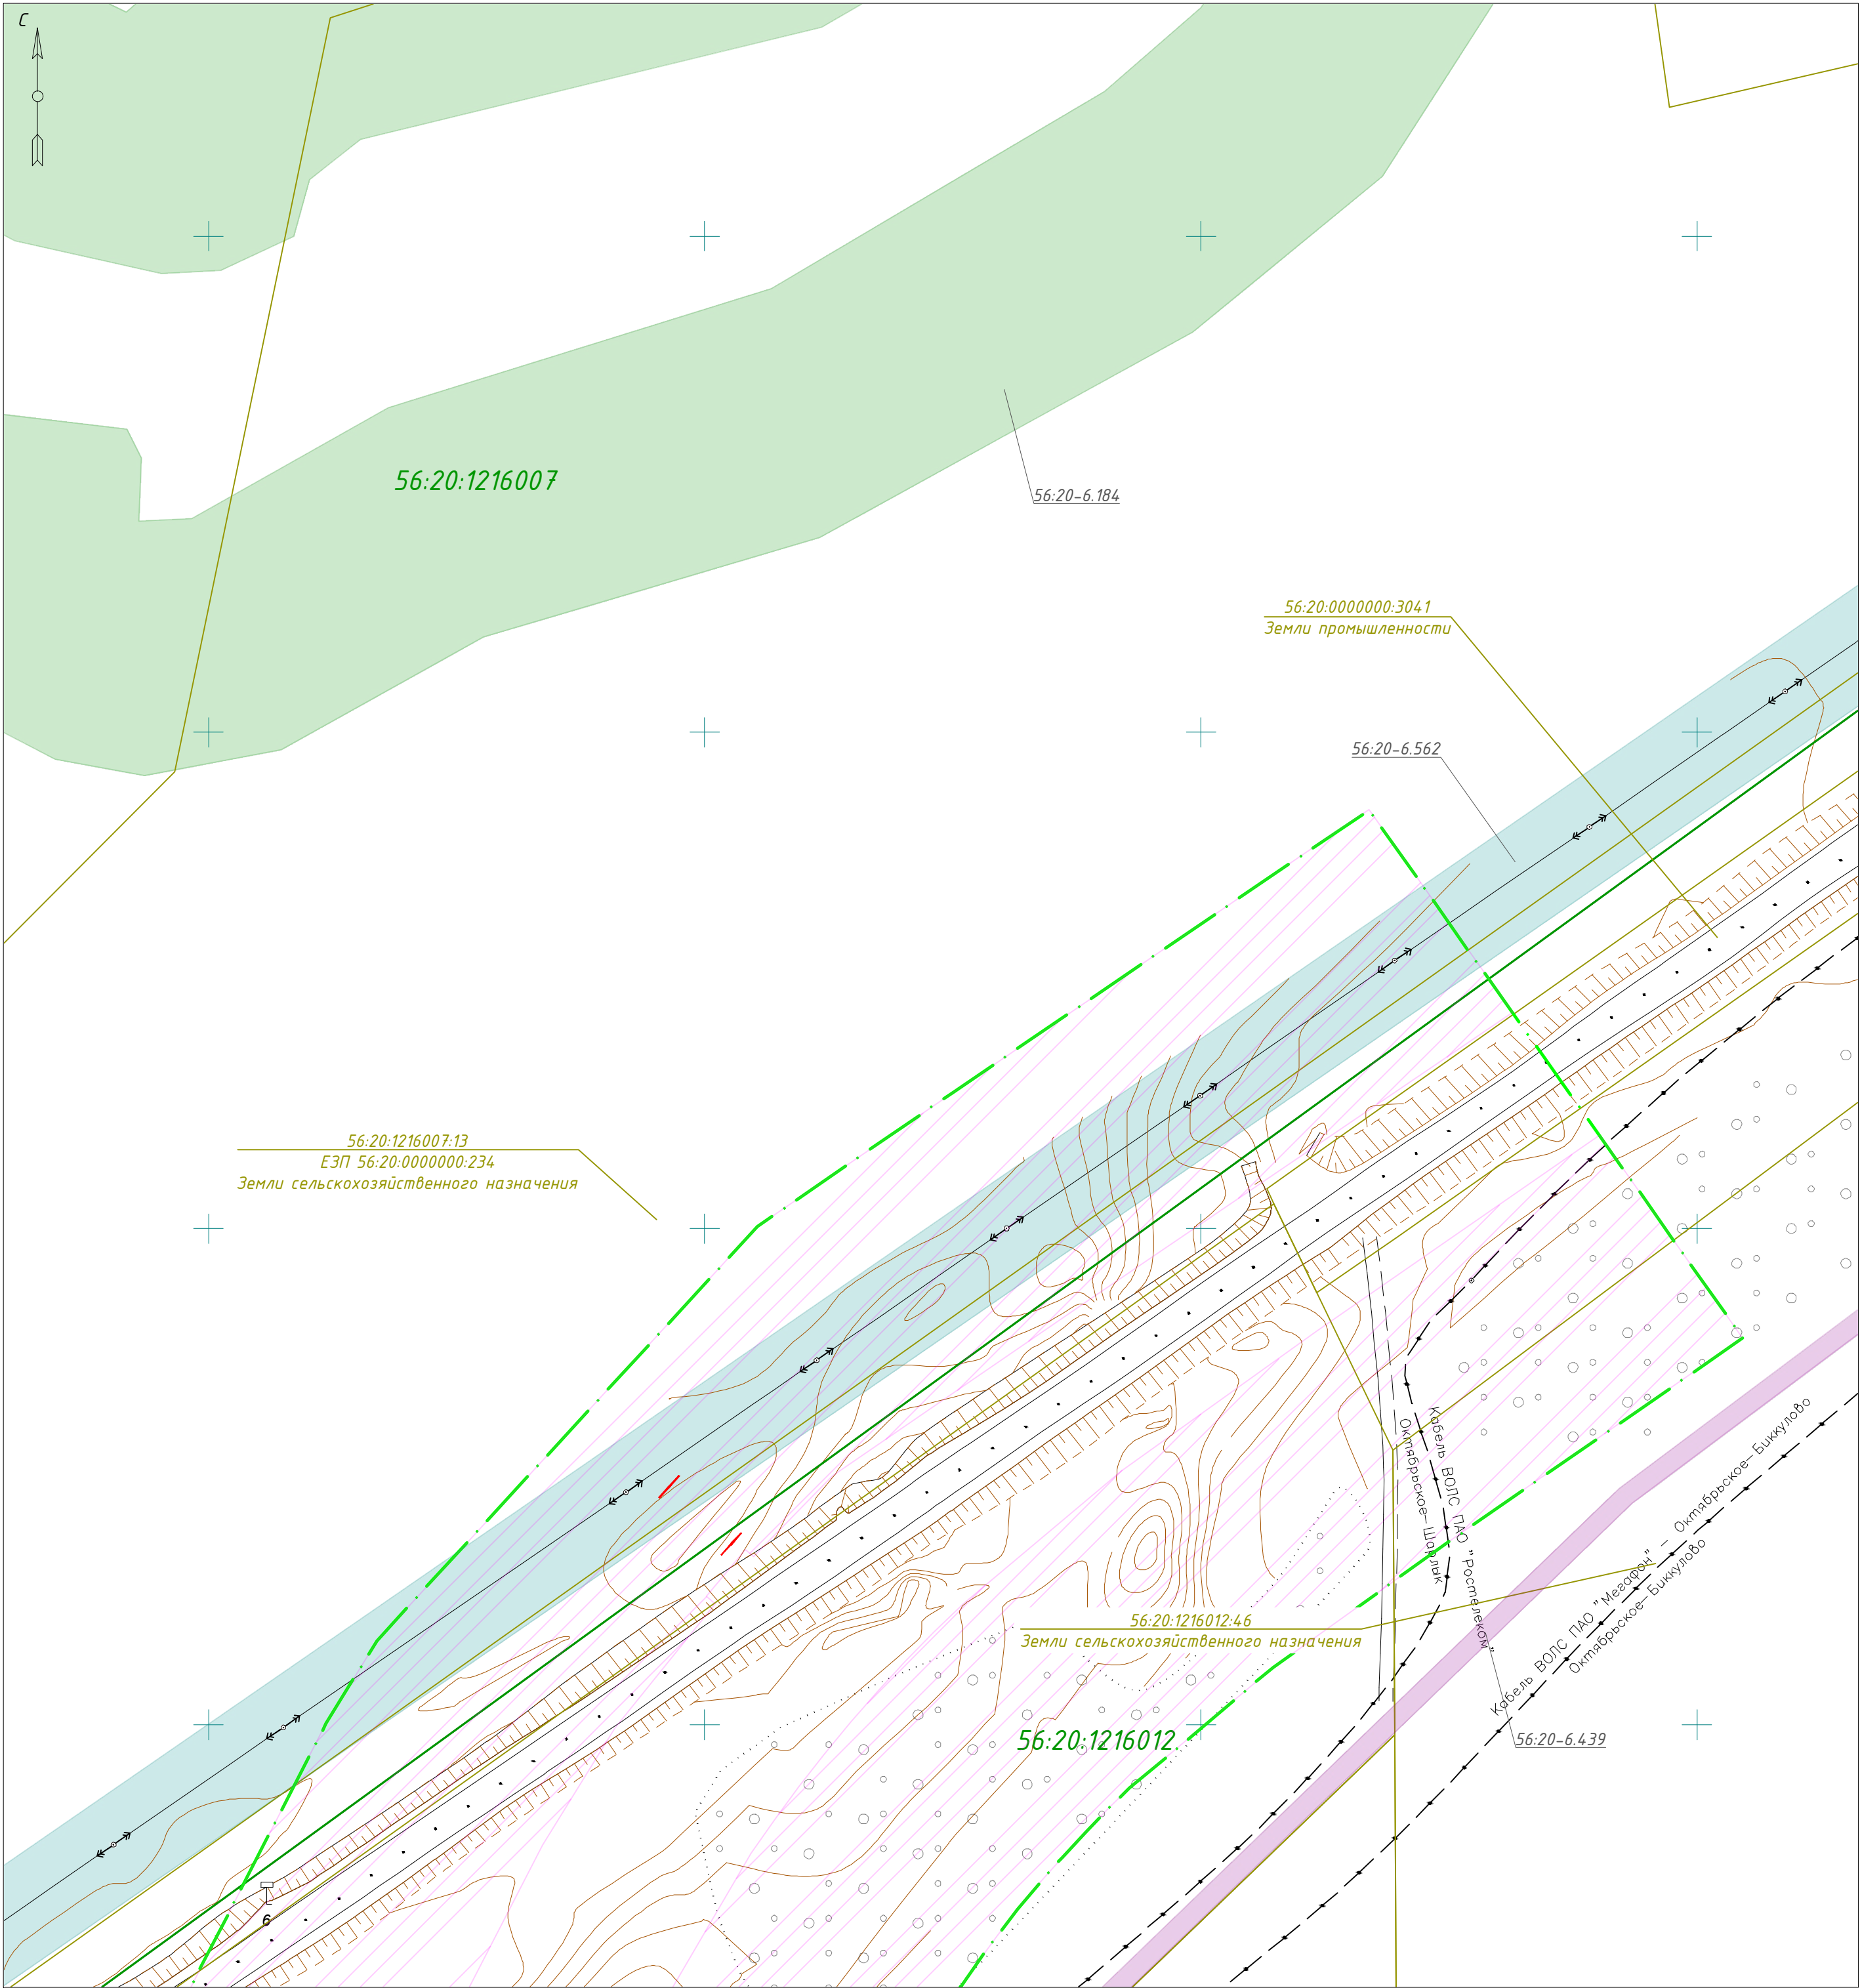 С
56:20:1216007
56:20-6.184
56:20:0000000:3041
Земли промышленности
56:20-6.562
56:20:1216007:13
ЕЗП 56:20:0000000:234
Земли сельскохозяйственного назначения
Кабель ВОЛС ПАО "Ростелеком"
Октябрьское-Шарлык
Кабель ВОЛС ПАО "Мегафон" - Октябрьское-Биккулово
Октябрьское-Биккулово
56:20:1216012:46
Земли сельскохозяйственного назначения
56:20:1216012
56:20-6.439
6